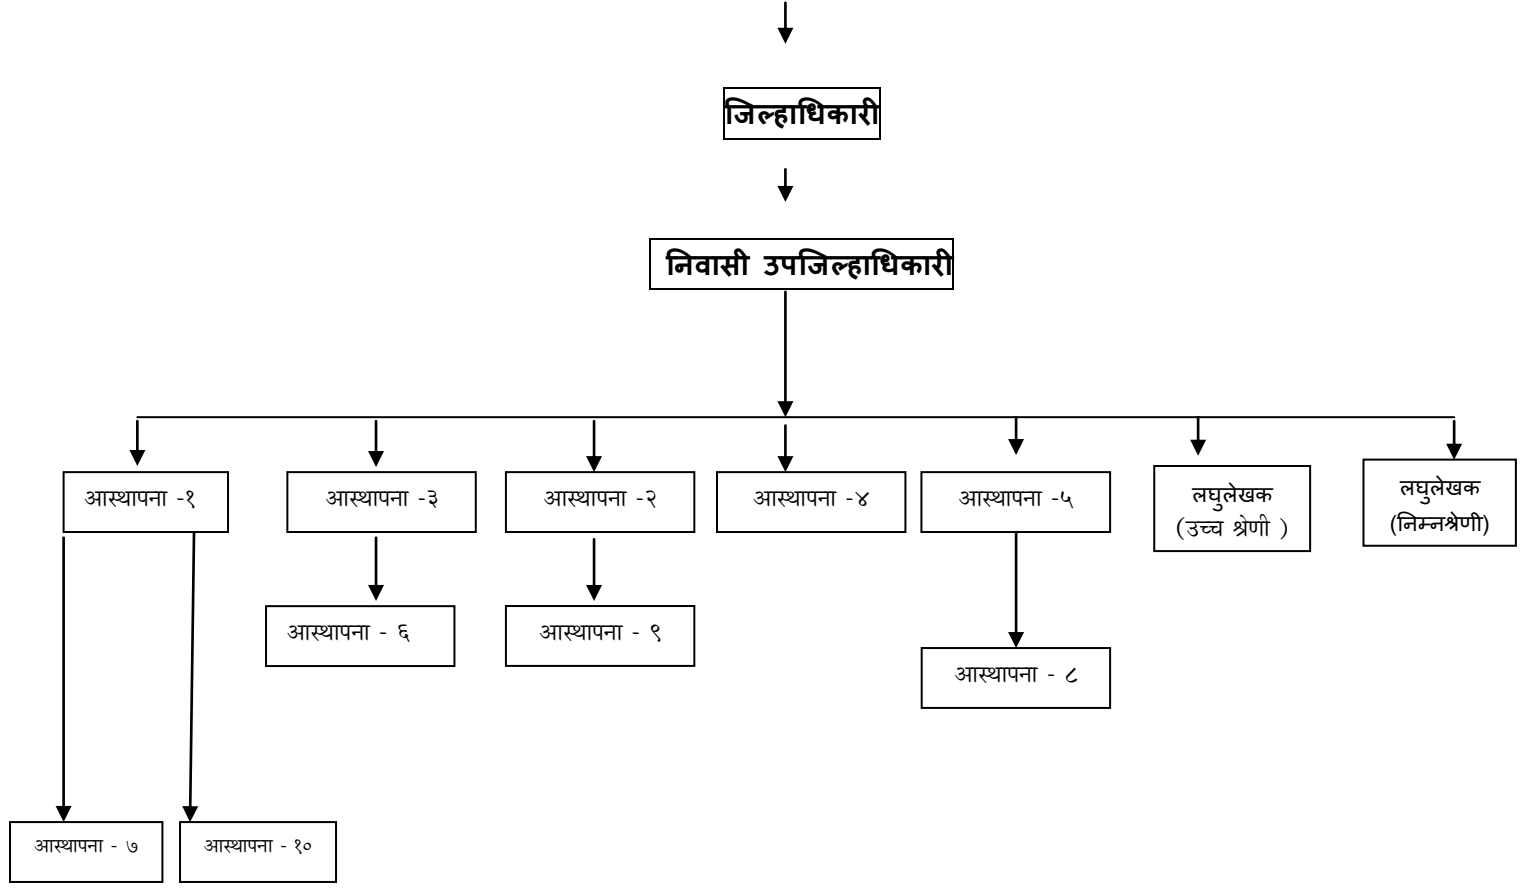 जिल्हाधिकारी
निवासी उपजिल्हाधिकारी
आस्थापना -१
आस्थापना -३
आस्थापना -२
आस्थापना -४
आस्थापना -५
लघुलेखक
(उच्च श्रेणी )
लघुलेखक
(निम्नश्रेणी)
आस्थापना - ६
आस्थापना - ९
आस्थापना - ८
आस्थापना - ७
आस्थापना - १०